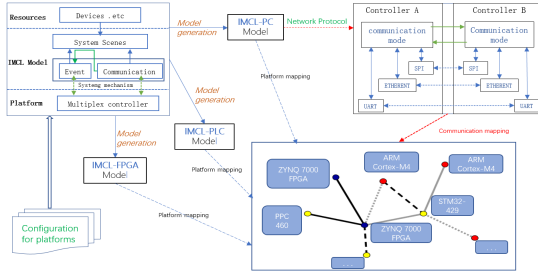 Resources
Devices .etc
System Scenes
IMCL Model
Event
Communication
Systemg mechanism
Platform
Multiplex controller
Configuration
for platforms
Model
generation
IMCL-PC
Model
Network Protocol
Model
generation
IMCL-PLC
Model
Model
generation
IMCL-FPGA
Model
Platform mapping
Platform mapping
Platform mapping
Controller A
Controller B
communication
mode
communication
mode
SPI
SPI
ETHERENT
ETHERENT
UART
UART
Communication mapping
ZYNQ 7000
FPGA
ARM
Cortex-M4
ARM
Cortex-M4
PPC
460
STM32-
429
ZYNQ 7000
FPGA
...
...